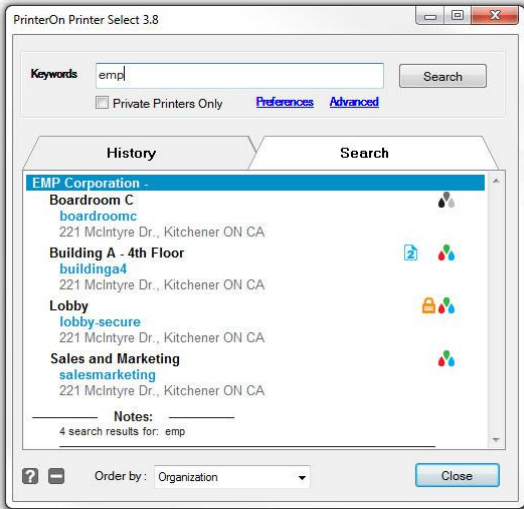 PrinterOn Printer Select 3.8
Keywords emp Search
Private Printers Only Preferences Advanced
History Search
EMP Corporation -
Boardroom C
boardroomc
221 McIntyre Dr., Kitchener ON CA
Building A - 4th Floor 2
buildinga4
221 McIntyre Dr., Kitchener ON CA
Lobby
lobby-secure
221 McIntyre Dr., Kitchener ON CA
Sales and Marketing
salesmarketing
221 McIntyre Dr., Kitchener ON CA
Notes:
4 search results for: emp
? Order by : Organization Close